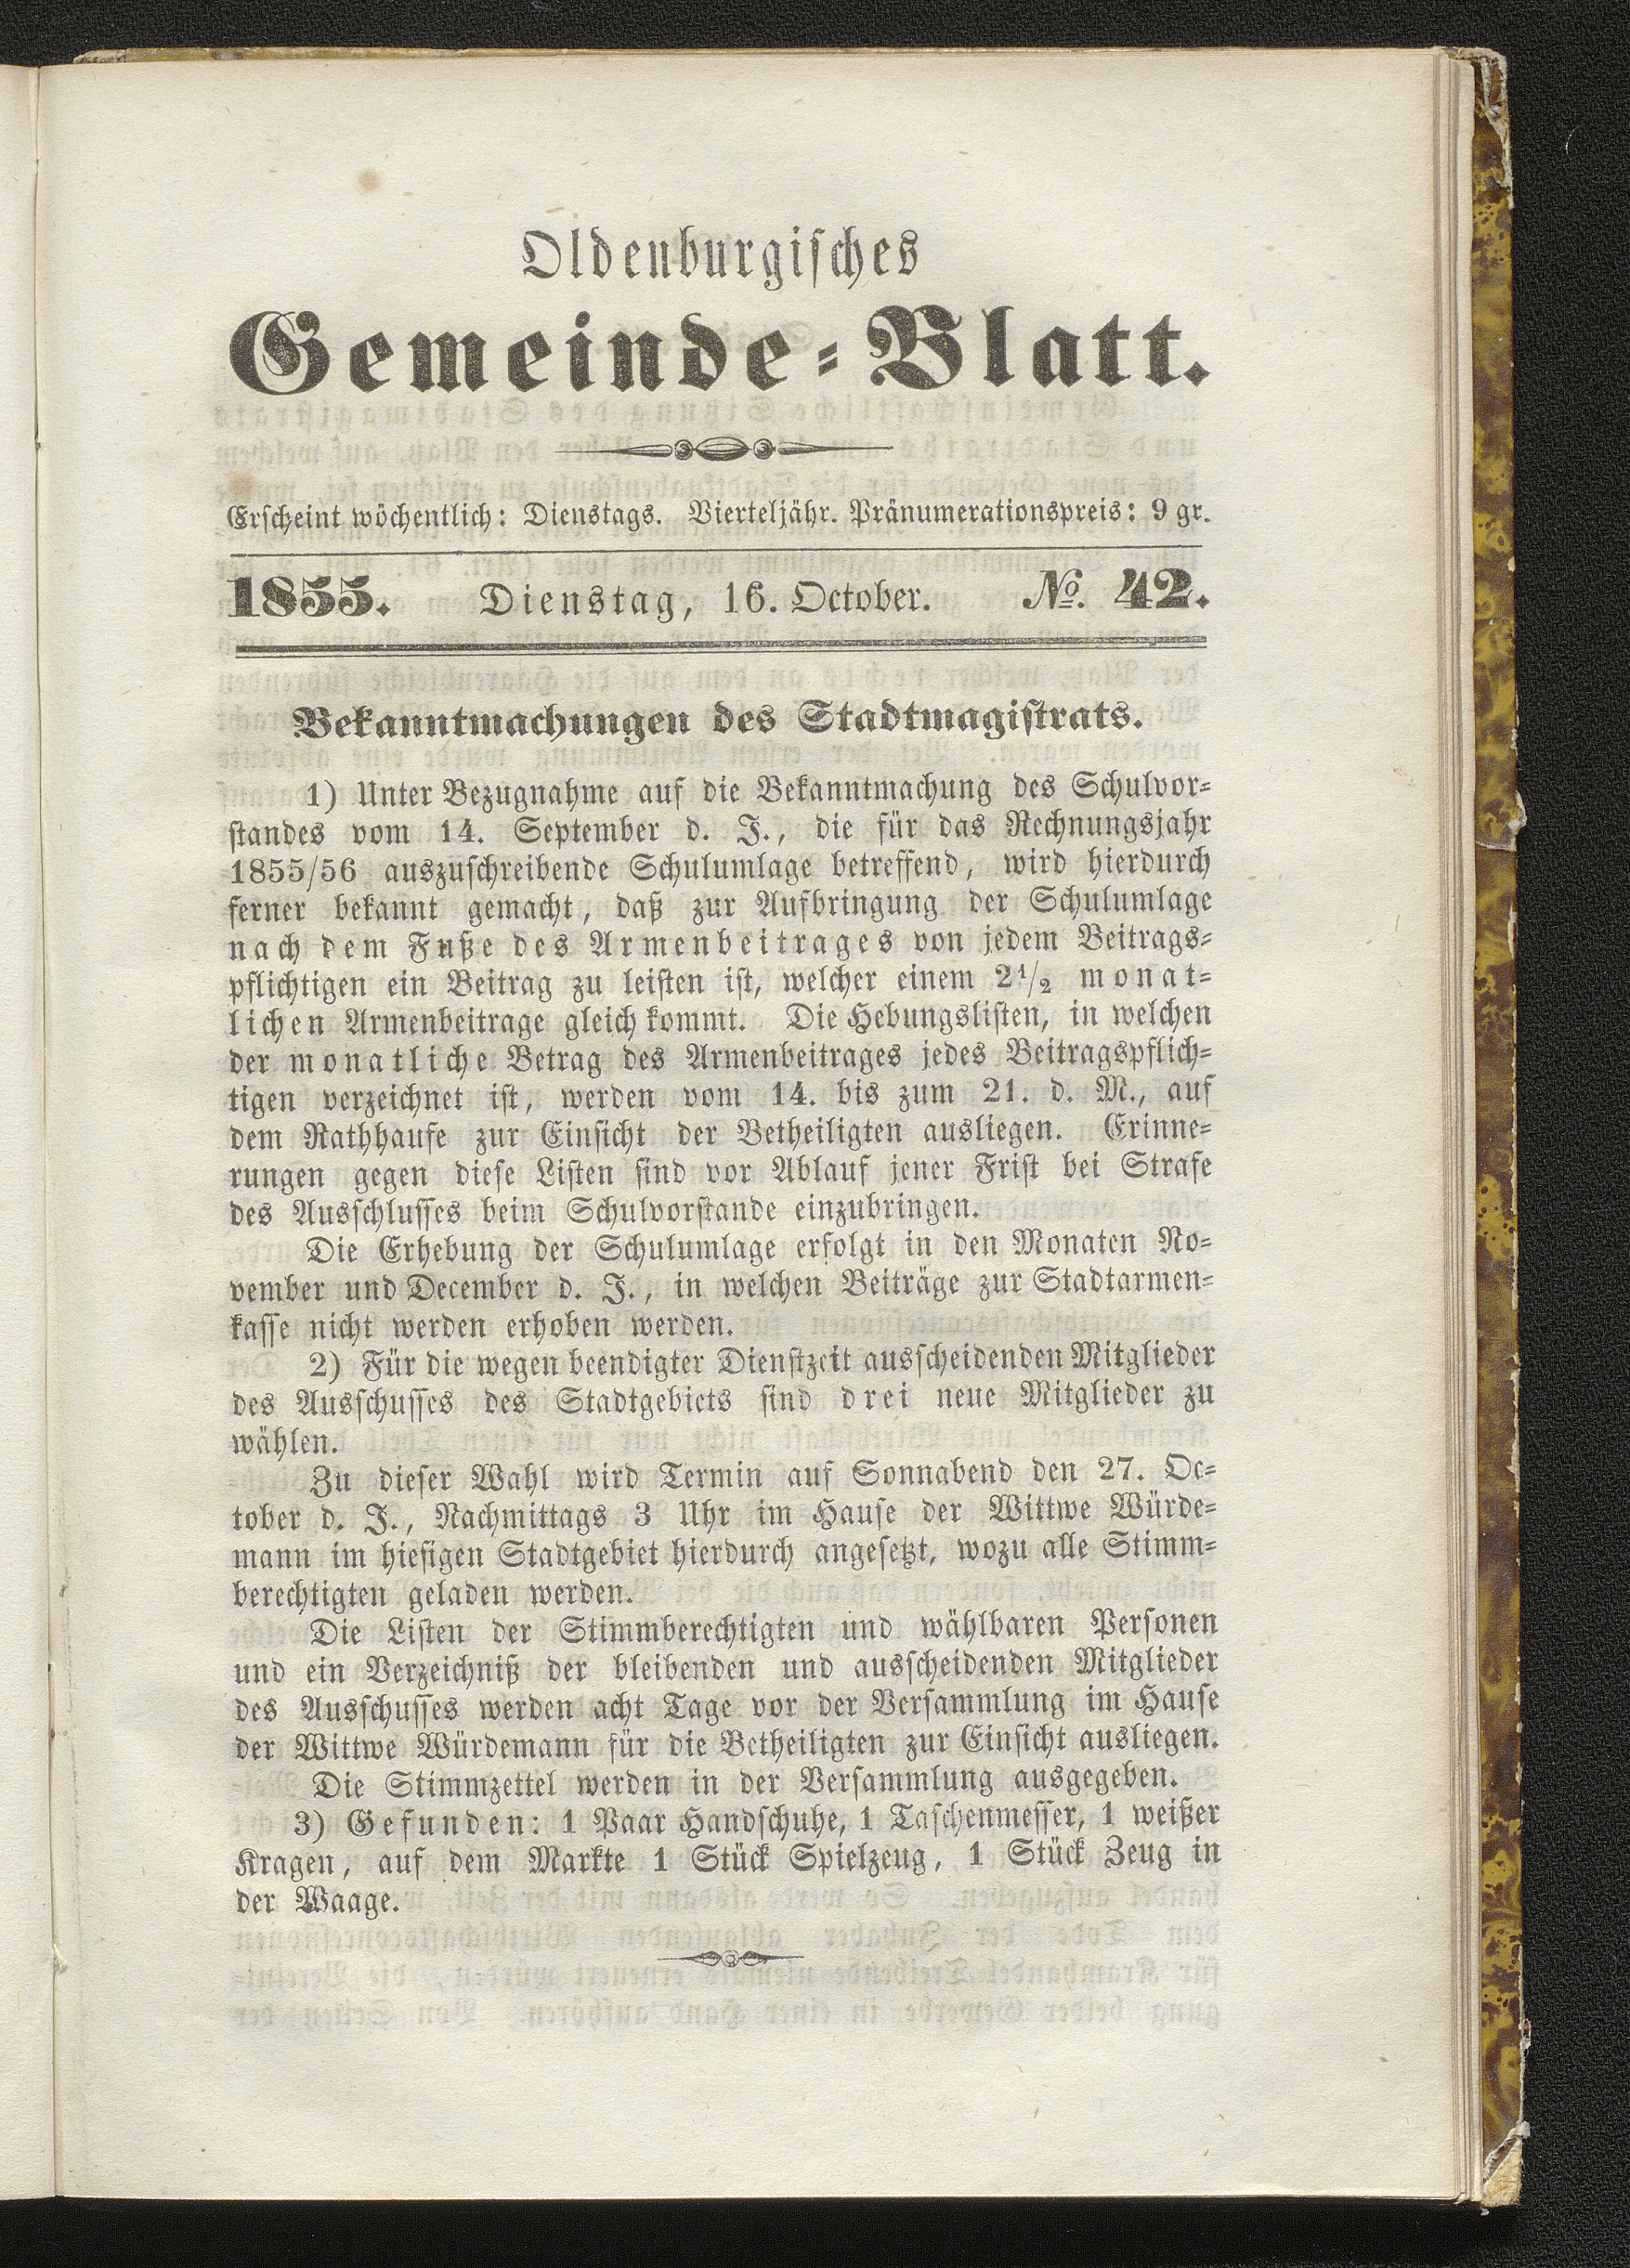 Oldenburgisches
Gemeinde-Blatt.
Erscheint wöchentlich: Dienstags. Vierteljähr. Pränumerationspreis: 9 gr.
1855. Dienstag, 16. October. No. 42.
Bekanntmachungen des Stadtmagistrats.
1) Unter Bezugnahme auf die Bekanntmachung des Schulvor-
standes vom 14. September d. J., die für das Rechnungsjahr
1855/56 auszuschreibende Schulumlage betreffend, wird hierdurch
ferner bekannt gemacht, daß zur Aufbringung der Schulumlage
nach dem Fuße des Armenbeitrages von jedem Beitrags-
pflichtigen ein Beitrag zu leisten ist, welcher einem 2 1/2 monat-
lichen Armenbeitrage gleich kommt. Die Hebungslisten, in welchen
der monatliche Betrag des Armenbeitrages jedes Beitragspflich-
tigen verzeichnet ist, werden vom 14. bis zum 21. d. M., auf
dem Rathhause zur Einsicht der Betheiligten ausliegen. Erinne-
rungen gegen diese Listen sind vor Ablauf jener Frist bei Strafe
des Ausschlusses beim Schulvorstande einzubringen.
Die Erhebung der Schulumlage erfolgt in den Monaten No-
vember und December d. J., in welchen Beiträge zur Stadtarmen-
kasse nicht werden erhoben werden.
2) Für die wegen beendigter Dienstzeit ausscheidenden Mitglieder
des Ausschusses des Stadtgebiets sind drei neue Mitglieder zu
wählen.
Zu dieser Wahl wird Termin auf Sonnabend den 27. Oc-
tober d. J., Nachmittags 3 Uhr im Hause der Wittwe Würde-
mann im hiesigen Stadtgebiet hierdurch angesetzt, wozu alle Stimm-
berechtigten geladen werden.
Die Listen der Stimmberechtigten und wählbaren Personen
und ein Verzeichniß der bleibenden und ausscheidenden Mitglieder
des Ausschusses werden acht Tage vor der Versammlung im Hause
der Wittwe Würdemann für die Betheiligten zur Einsicht ausliegen.
Die Stimmzettel werden in der Versammlung ausgegeben.
3) Gefunden: 1 Paar Handschuhe, 1 Taschenmesser, 1 weißer
Kragen, auf dem Markte 1 Stück Spielzeug, 1 Stück Zeug in
der Waage.